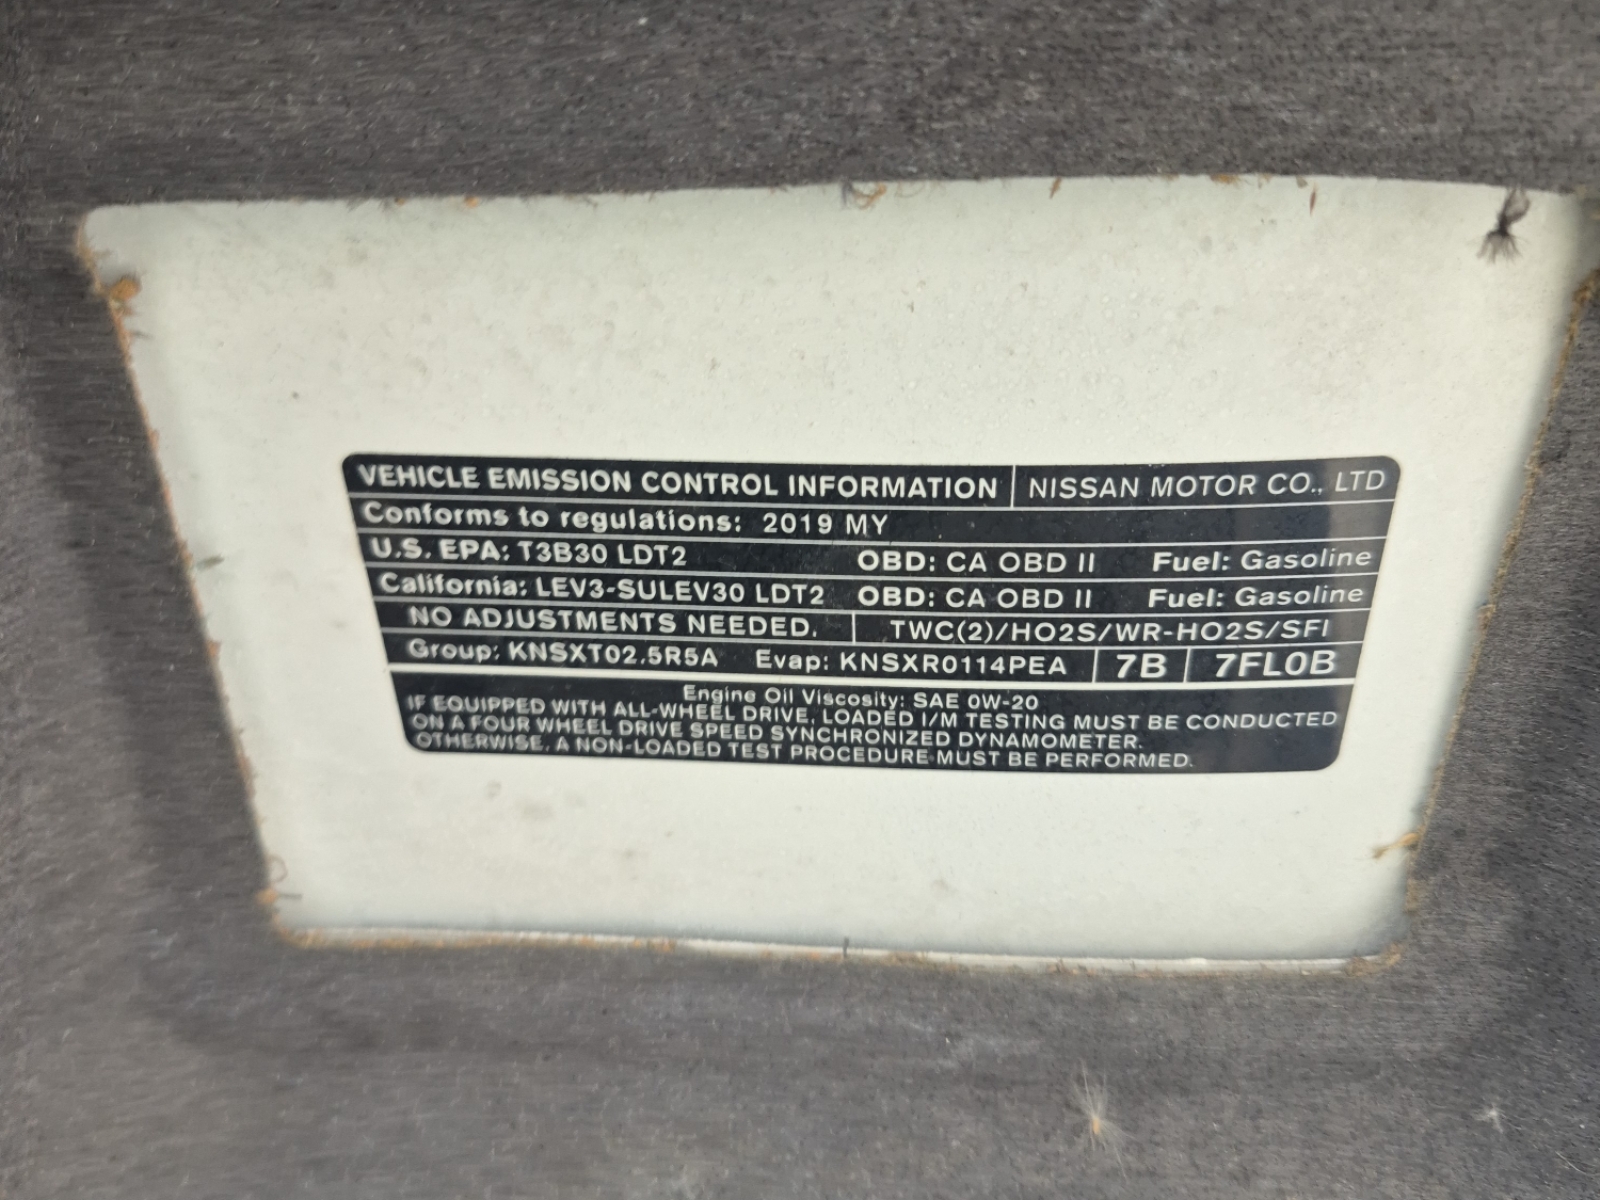 VEHICLE EMISSION CONTROL INFORMATION NISSAN MOTOR CO., LTD
Conforms to regulations: 2019 MY
U.S. EPA: T3B30 LDT2 OBD: CA OBD II Fuel: Gasoline
California: LEV3-SULEV30 LDT2 OBD: CA OBD II Fuel: Gasoline
NO ADJUSTMENTS NEEDED. TWC(2)/HO2S/WR-HO2S/SFI
Group: KNSXT02.5R5A Evap: KNSXR0114PEA 7B 7FL0B
Engine Oil Viscosity: SAE 0W-20
IF EQUIPPED WITH ALL-WHEEL DRIVE, LOADED I/M TESTING MUST BE CONDUCTED
ON A FOUR WHEEL DRIVE SPEED SYNCHRONIZED DYNAMOMETER.
OTHERWISE, A NON-LOADED TEST PROCEDURE MUST BE PERFORMED.